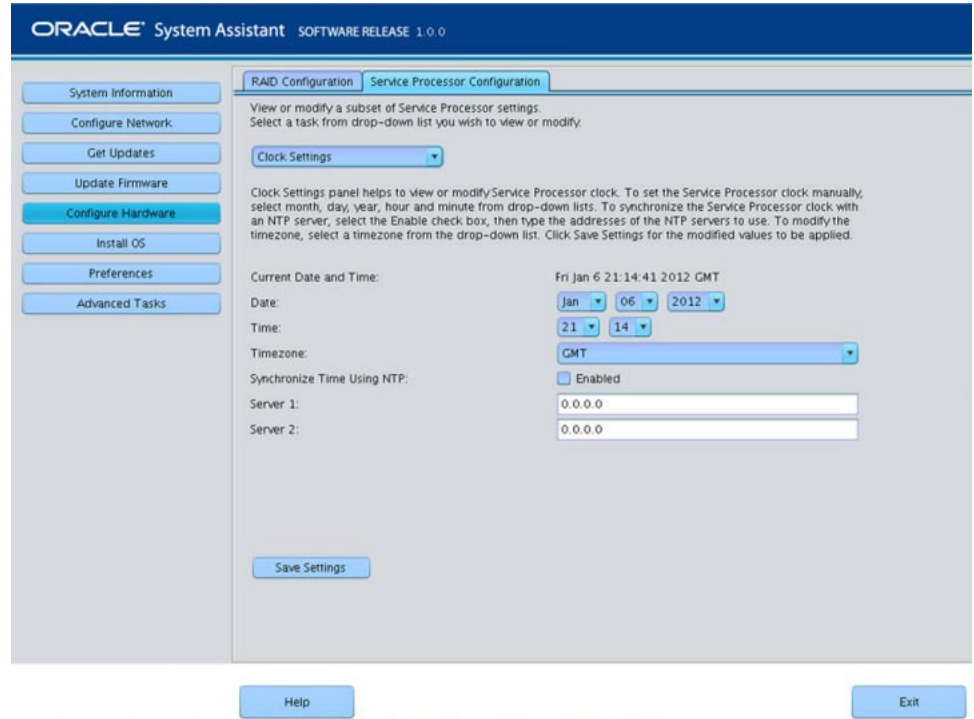 ORACLE® System Assistant SOFTWARE RELEASE 1.0.0
System Information
Configure Network
Get Updates
Update Firmware
Configure Hardware
Install OS
Preferences
Advanced Tasks
RAID Configuration Service Processor Configuration
View or modify a subset of Service Processor settings.
Select a task from drop-down list you wish to view or modify.
Clock Settings
Clock Settings panel helps to view or modify Service Processor clock. To set the Service Processor clock manually,
select month, day, year, hour and minute from drop-down lists. To synchronize the Service Processor clock with
an NTP server, select the Enable check box, then type the addresses of the NTP servers to use. To modify the
timezone, select a timezone from the drop-down list. Click Save Settings for the modified values to be applied.
Current Date and Time: Fri Jan 6 21:14:41 2012 GMT
Date: Jan 06 2012
Time: 21 14
Timezone: GMT
Synchronize Time Using NTP: Enabled
Server 1: 0.0.0.0
Server 2: 0.0.0.0
Save Settings
Help Exit